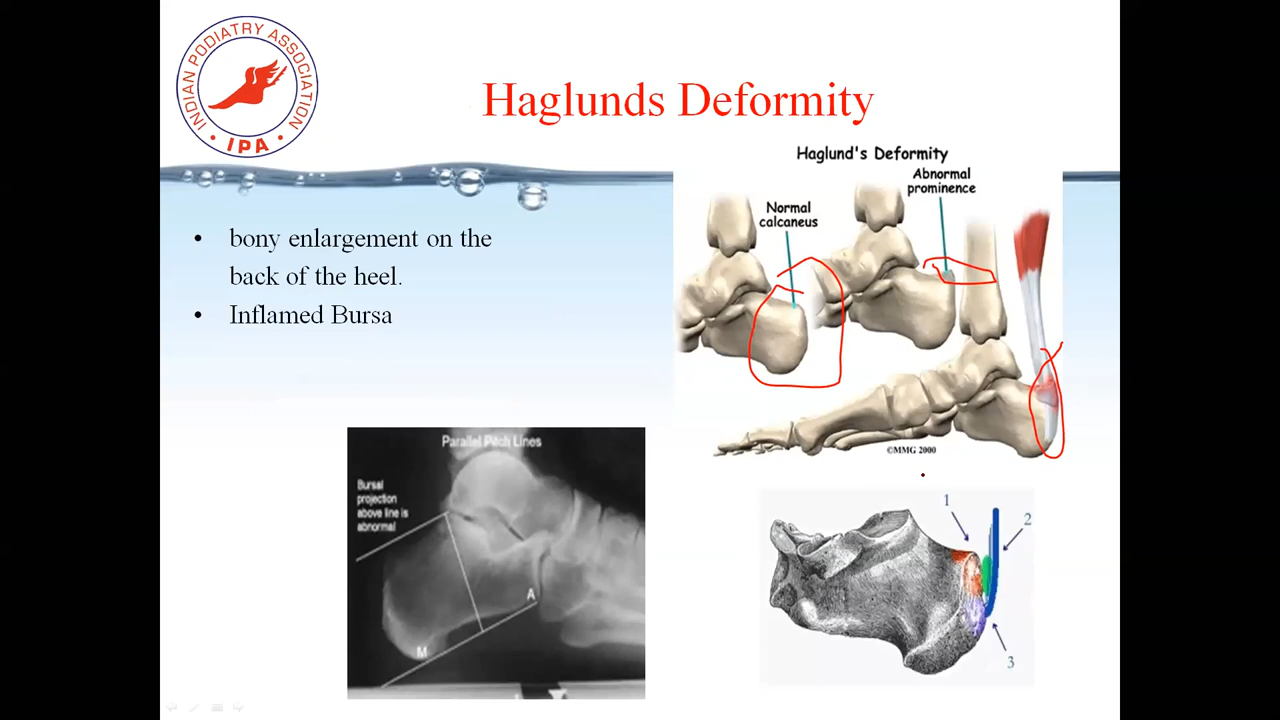 INDIAN PODIATRY ASSOCIATION
• IPA •
Haglunds Deformity
• bony enlargement on the
back of the heel.
• Inflamed Bursa
Haglund's Deformity
Abnormal
prominence
Normal
calcaneus
©MMG 2000
Parallel Pitch Lines
Bursal
projection
above line is
abnormal
A
M
1
2
3